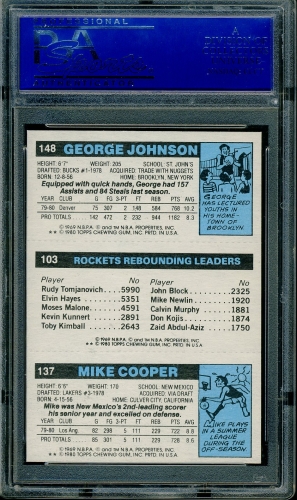 PSA
148 GEORGE JOHNSON
HEIGHT: 6'7" WEIGHT: 205 SCHOOL: ST. JOHN'S
DRAFTED: BUCKS #1-1978 ACQUIRED: TRADE WITH NUGGETS
BORN: 12-8-56 HOME: BROOKLYN, NEW YORK
Equipped with quick hands, George had 157
Assists and 84 Steals last season.
YEAR CLUB G FG 3-PT FT REB PTS AVG
79-80 Denver 75 307 2 148 584 768 10.2
PRO TOTALS 142 472 2 232 944 1182 8.3
© 1969 N.B.P.A. © and TM N.B.A. PROPERTIES, INC.
** © 1980 TOPPS CHEWING GUM, INC. PRTD. IN U.S.A.
GEORGE
HAS LECTURED
YOUTHS IN
HIS HOME-
TOWN OF
BROOKLYN.
103 ROCKETS REBOUNDING LEADERS
Player No Player No
Rudy Tomjanovich 5990 John Block 2325
Elvin Hayes 5351 Mike Newlin 1920
Moses Malone 4591 Calvin Murphy 1881
Kevin Kunnert 2891 Don Kojis 1874
Toby Kimball 2643 Zaid Abdul-Aziz 1750
© 1969 N.B.P.A. © and TM N.B.A. PROPERTIES, INC.
** © 1980 TOPPS CHEWING GUM, INC. PRTD. IN U.S.A.
137 MIKE COOPER
HEIGHT: 6'6" WEIGHT: 170 SCHOOL: NEW MEXICO
DRAFTED: LAKERS #3-1978 ACQUIRED: VIA DRAFT
BORN: 4-15-56 HOME: CULVER CITY, CALIFORNIA
Mike was New Mexico's 2nd-leading scorer
his senior year and excelled on defense.
YEAR CLUB G FG 3-PT FT REB PTS AVG
79-80 Los Ang. 82 298 5 111 229 722 8.8
PRO TOTALS 85 301 5 111 229 728 8.6
© 1969 N.B.P.A. © and TM N.B.A. PROPERTIES, INC.
** © 1980 TOPPS CHEWING GUM, INC. PRTD. IN U.S.A.
MIKE PLAYS
IN A SUMMER
LEAGUE
DURING THE
OFF-SEASON